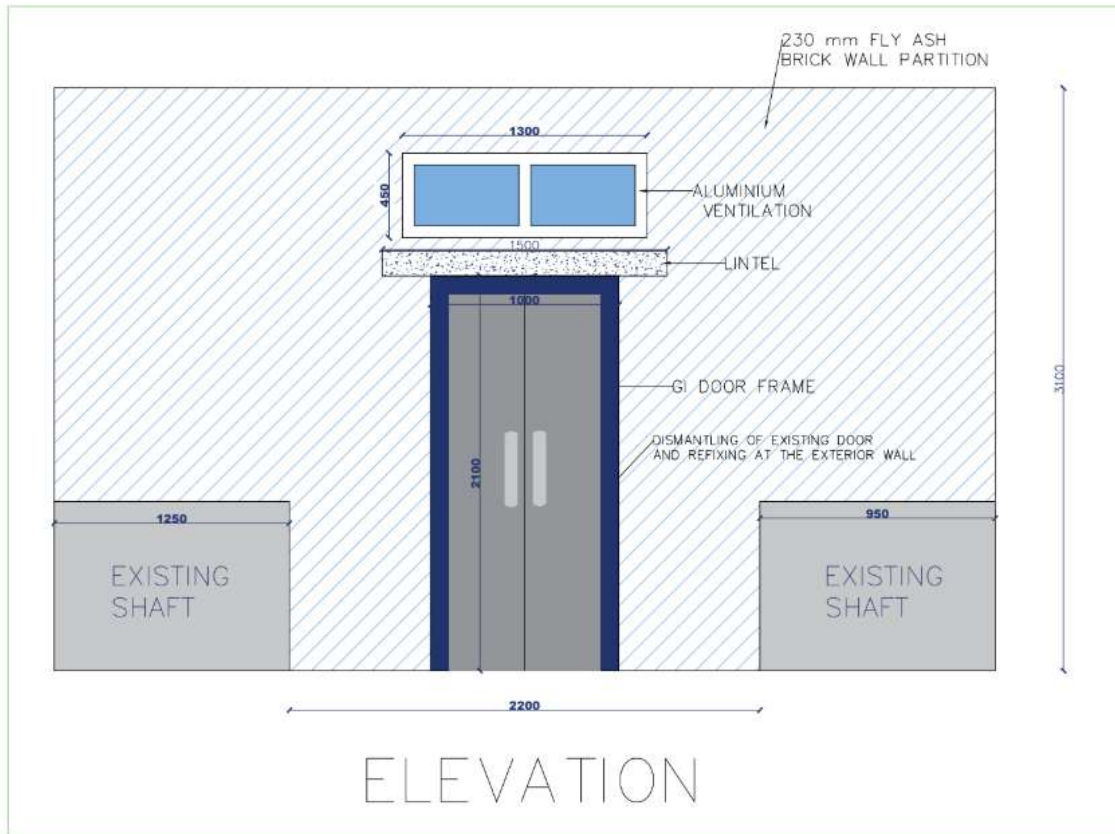 230 mm FLY ASH
BRICK WALL PARTITION
1300
450
ALUMINIUM
VENTILATION
1500
LINTEL
1000
3100
GI DOOR FRAME
DISMANTLING OF EXISTING DOOR
AND REFIXING AT THE EXTERIOR WALL
2100
1250
950
EXISTING
SHAFT
EXISTING
SHAFT
2200
ELEVATION